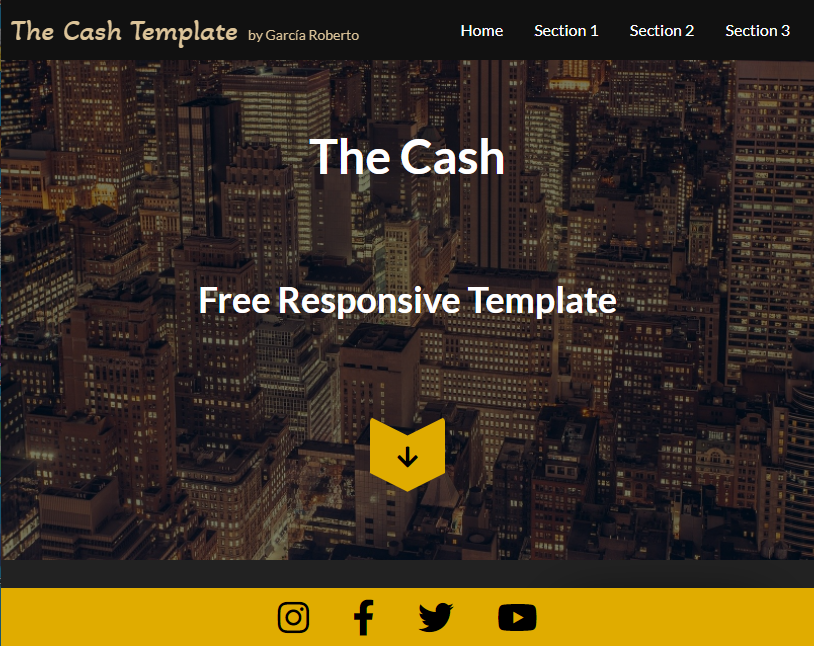 The Cash Template by García Roberto
Home Section 1 Section 2 Section 3
The Cash
Free Responsive Template